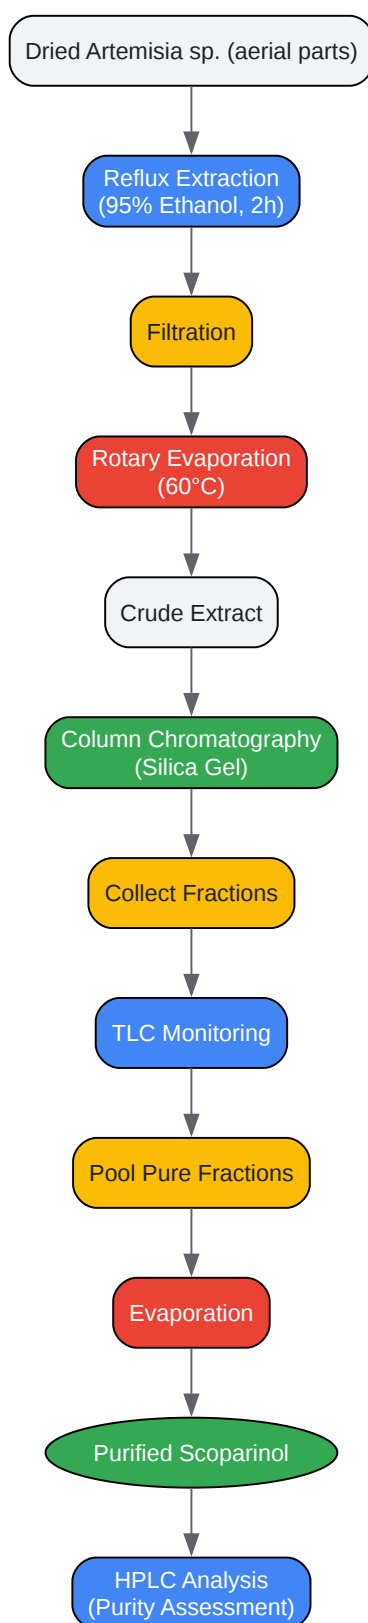 Dried Artemisia sp. (aerial parts)
Reflux Extraction
(95% Ethanol, 2h)
Filtration
Rotary Evaporation
(60°C)
Crude Extract
Column Chromatography
(Silica Gel)
Collect Fractions
TLC Monitoring
Pool Pure Fractions
Evaporation
Purified Scoparinol
HPLC Analysis
(Purity Assessment)